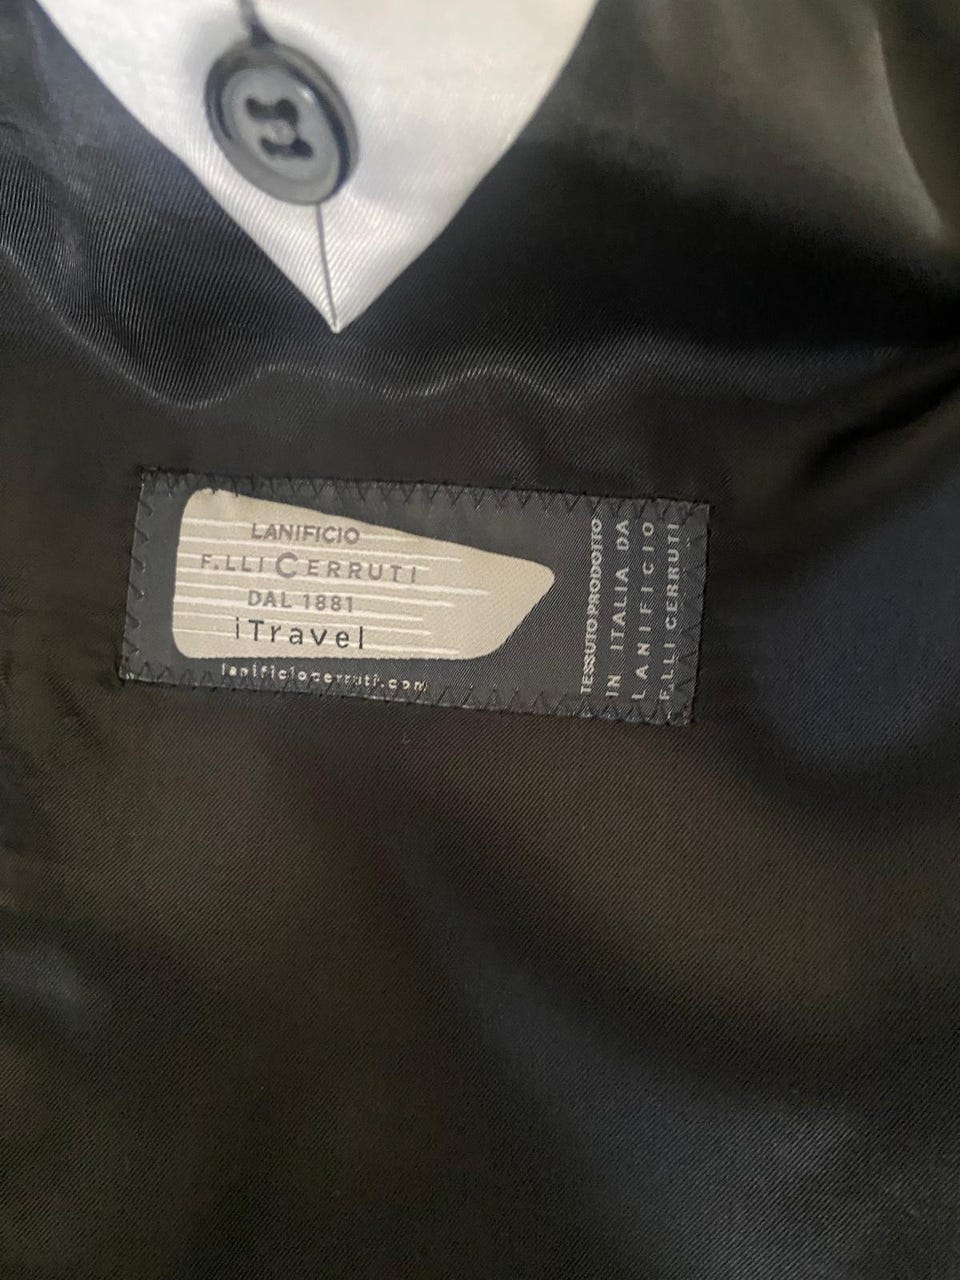 LANIFICIO
F.LLI CERRUTI
DAL 1881
iTravel
lanificiocerruti.com
TESSUTO PRODOTTO
IN ITALIA DA
LANIFICIO
F.LLI CERRUTI